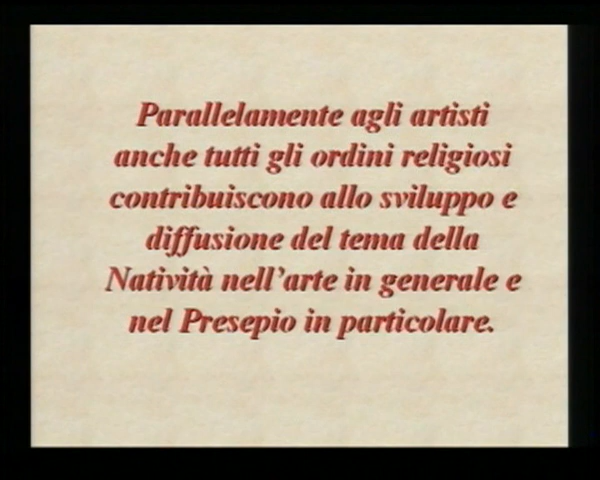 Parallelamente agli artisti
anche tutti gli ordini religiosi
contribuiscono allo sviluppo e
diffusione del tema della
Natività nell'arte in generale e
nel Presepio in particolare.